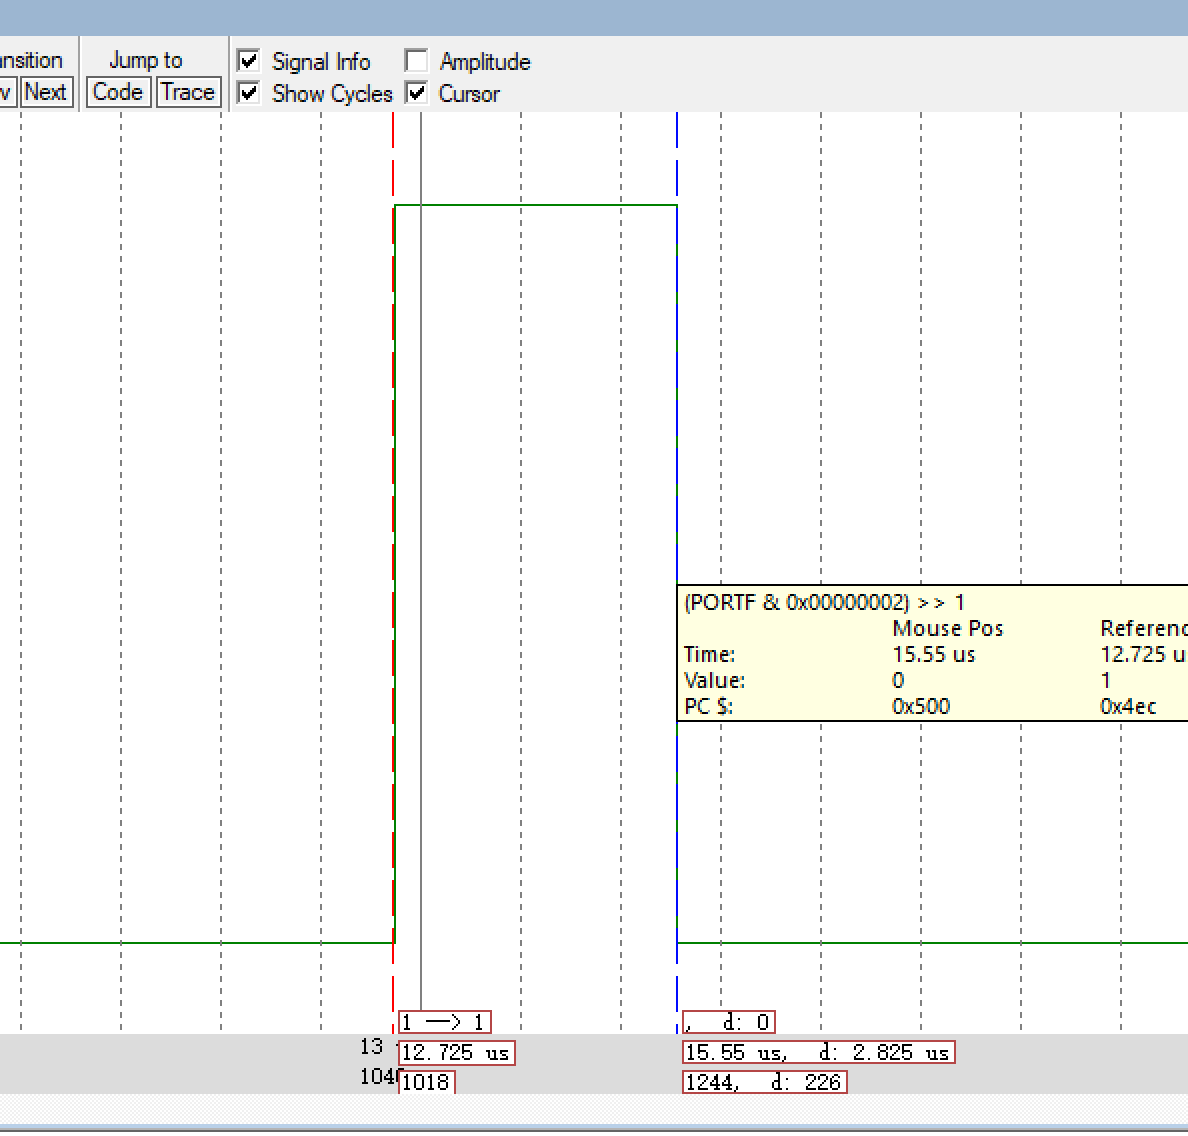 nsition Jump to Signal Info Amplitude
Next Code Trace Show Cycles Cursor
(PORTF & 0x00000002) >> 1
Mouse Pos
Time: 15.55 us 12.725 u
Value: 0 1
PC $: 0x500 0x4ec
1 —> 1 , d: 0
13 12.725 us 15.55 us, d: 2.825 us
104 1018 1244, d: 226